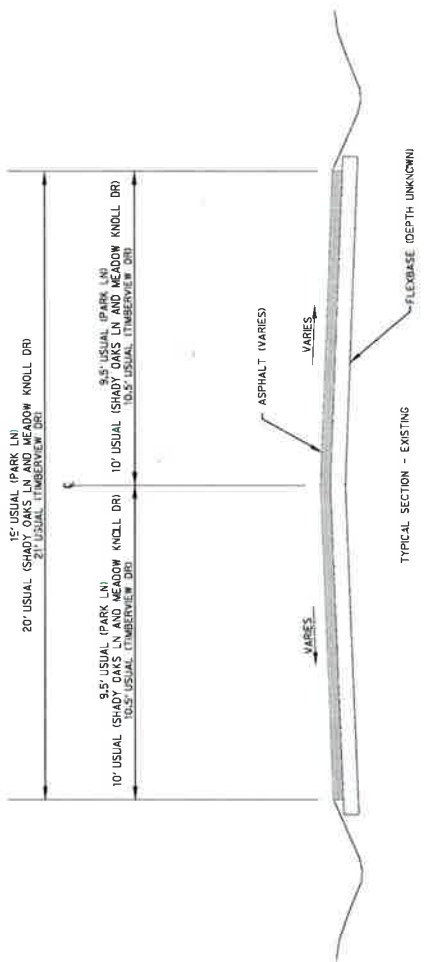 USUAL (PARK LN)
20' USUAL (SHADY OAKS LN AND MEADOW KNOLL DR)
21' USUAL (TIMBERVIEW DR)
℄
9.5' USUAL (PARK LN)
10' USUAL (SHADY OAKS LN AND MEADOW KNOLL DR)
10.5' USUAL (TIMBERVIEW DR)
9.5' USUAL (PARK LN)
10' USUAL (SHADY OAKS LN AND MEADOW KNOLL DR)
10.5' USUAL (TIMBERVIEW DR)
ASPHALT (VARIES)
VARIES
VARIES
FLEXBASE (DEPTH UNKNOWN)
TYPICAL SECTION - EXISTING